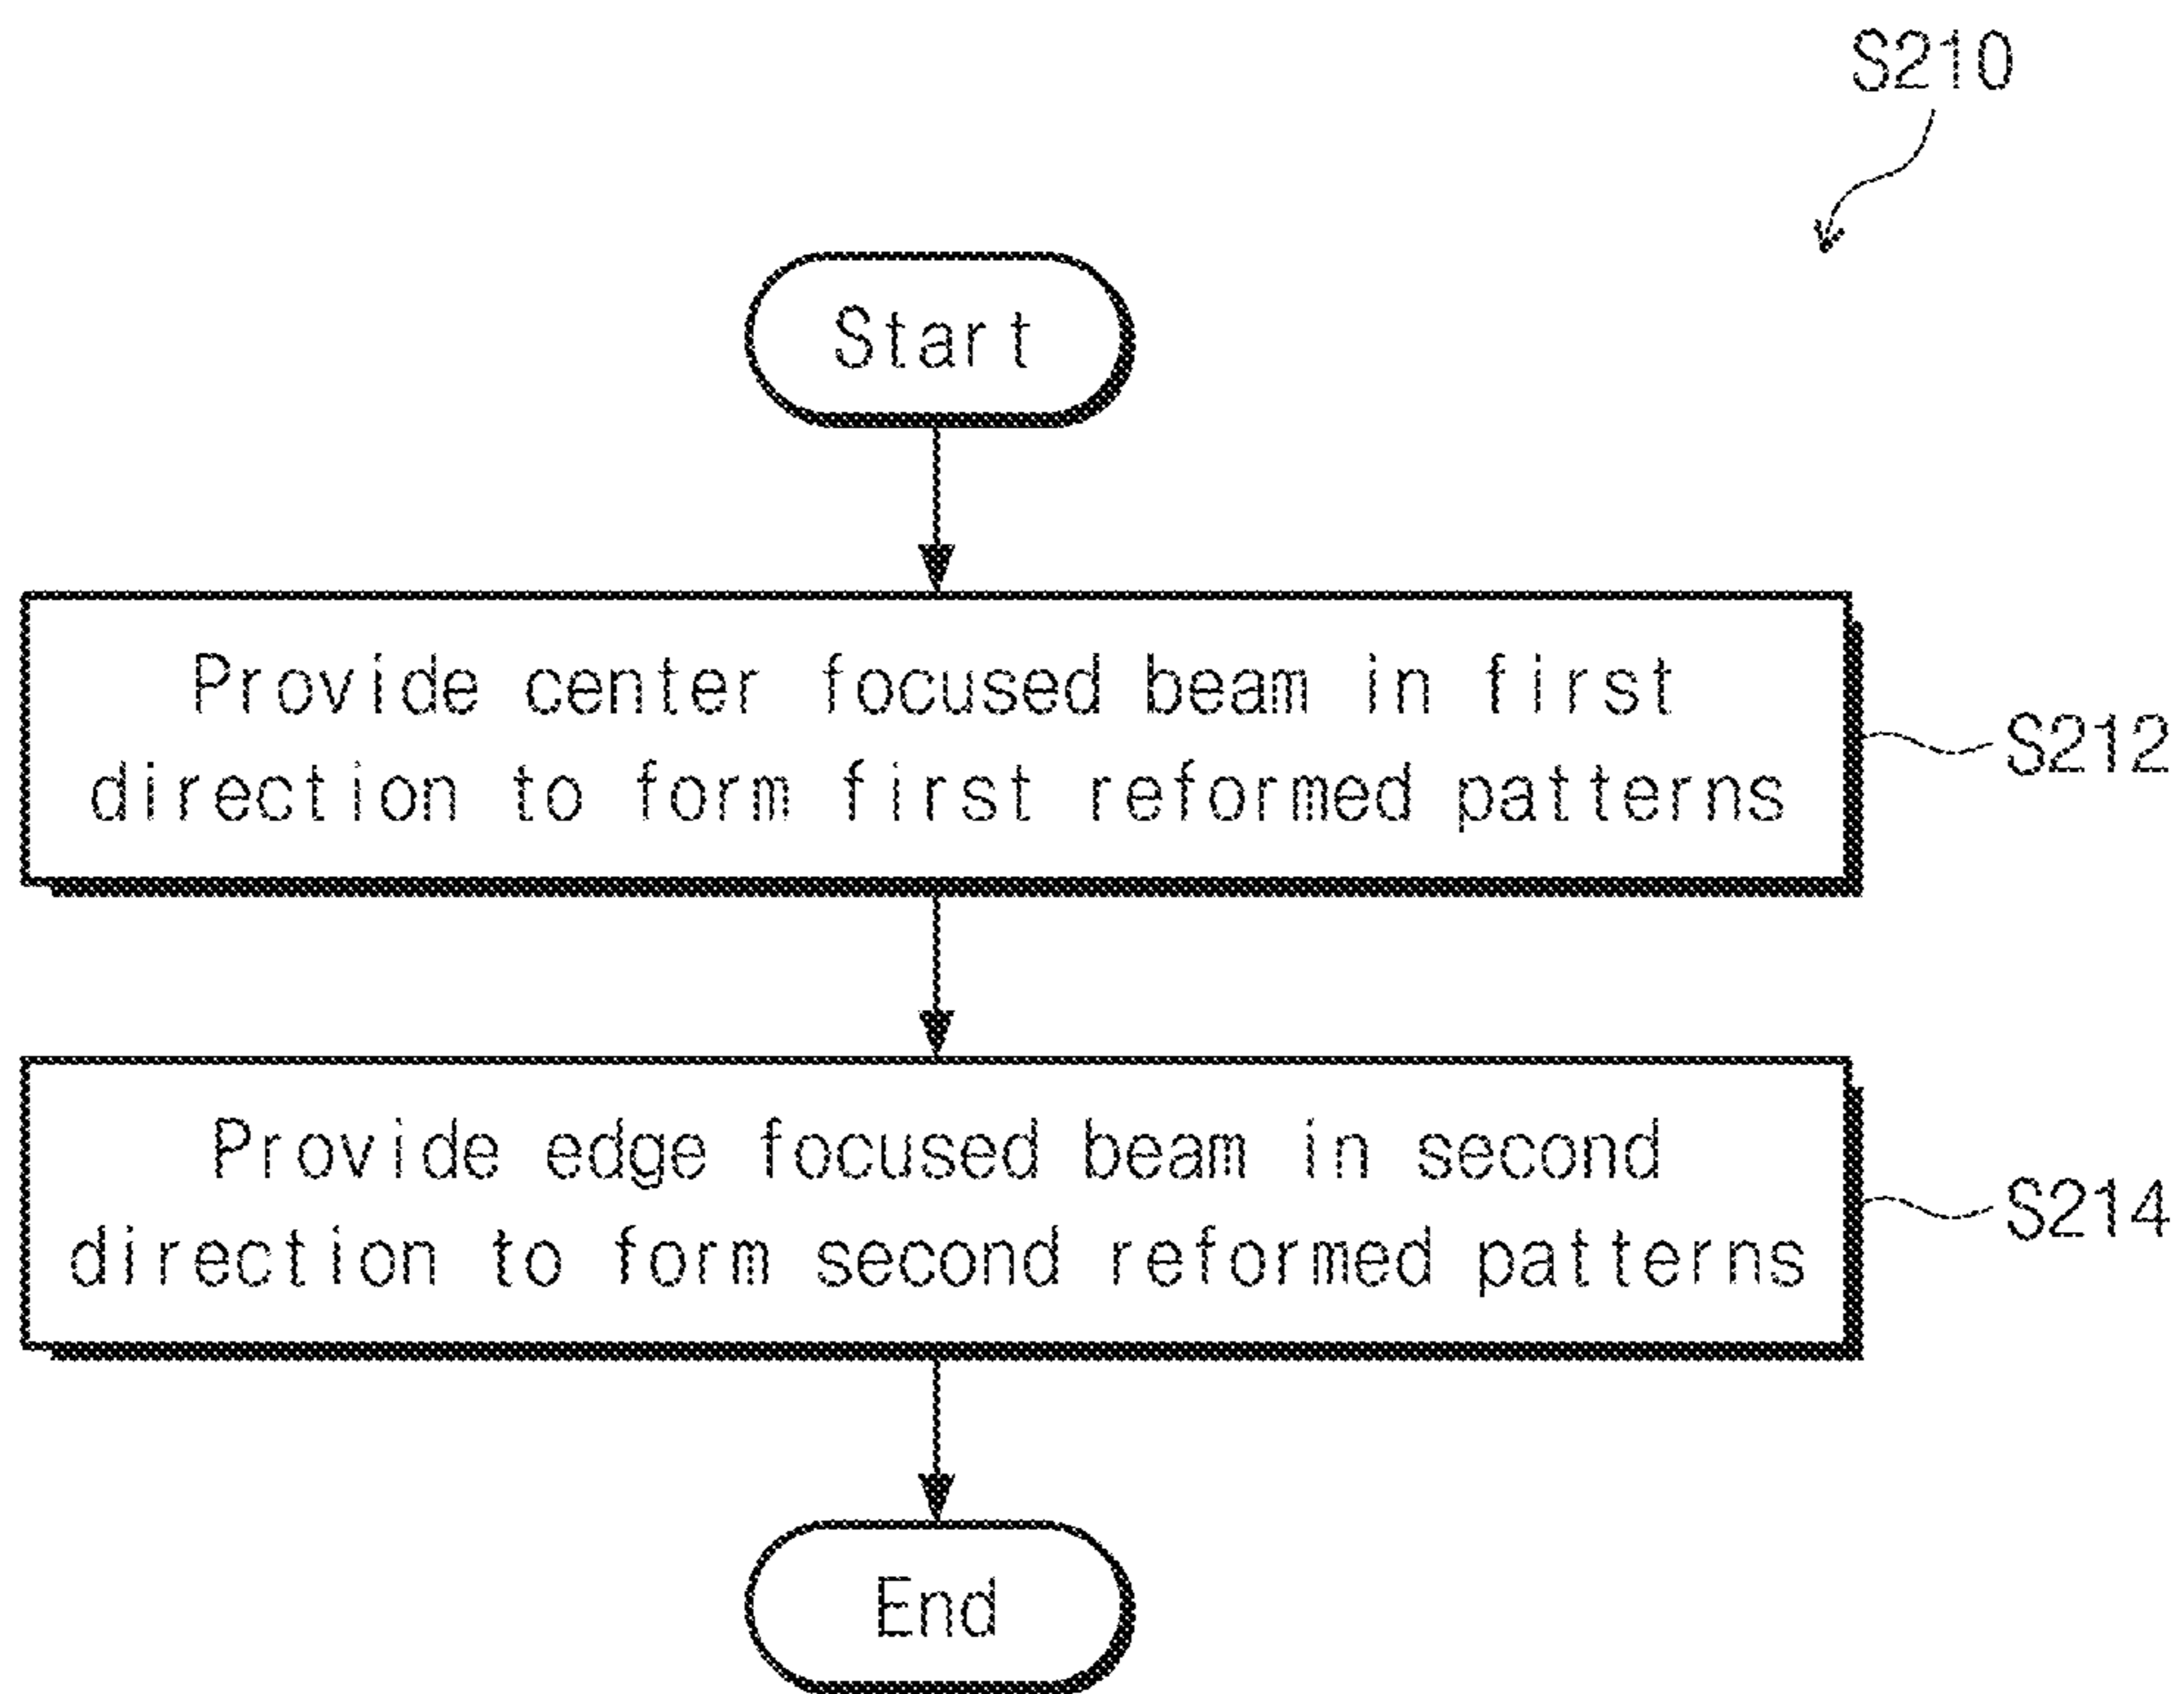 S210
Start
Provide center focused beam in first
direction to form first reformed patterns
S212
Provide edge focused beam in second
direction to form second reformed patterns
S214
End